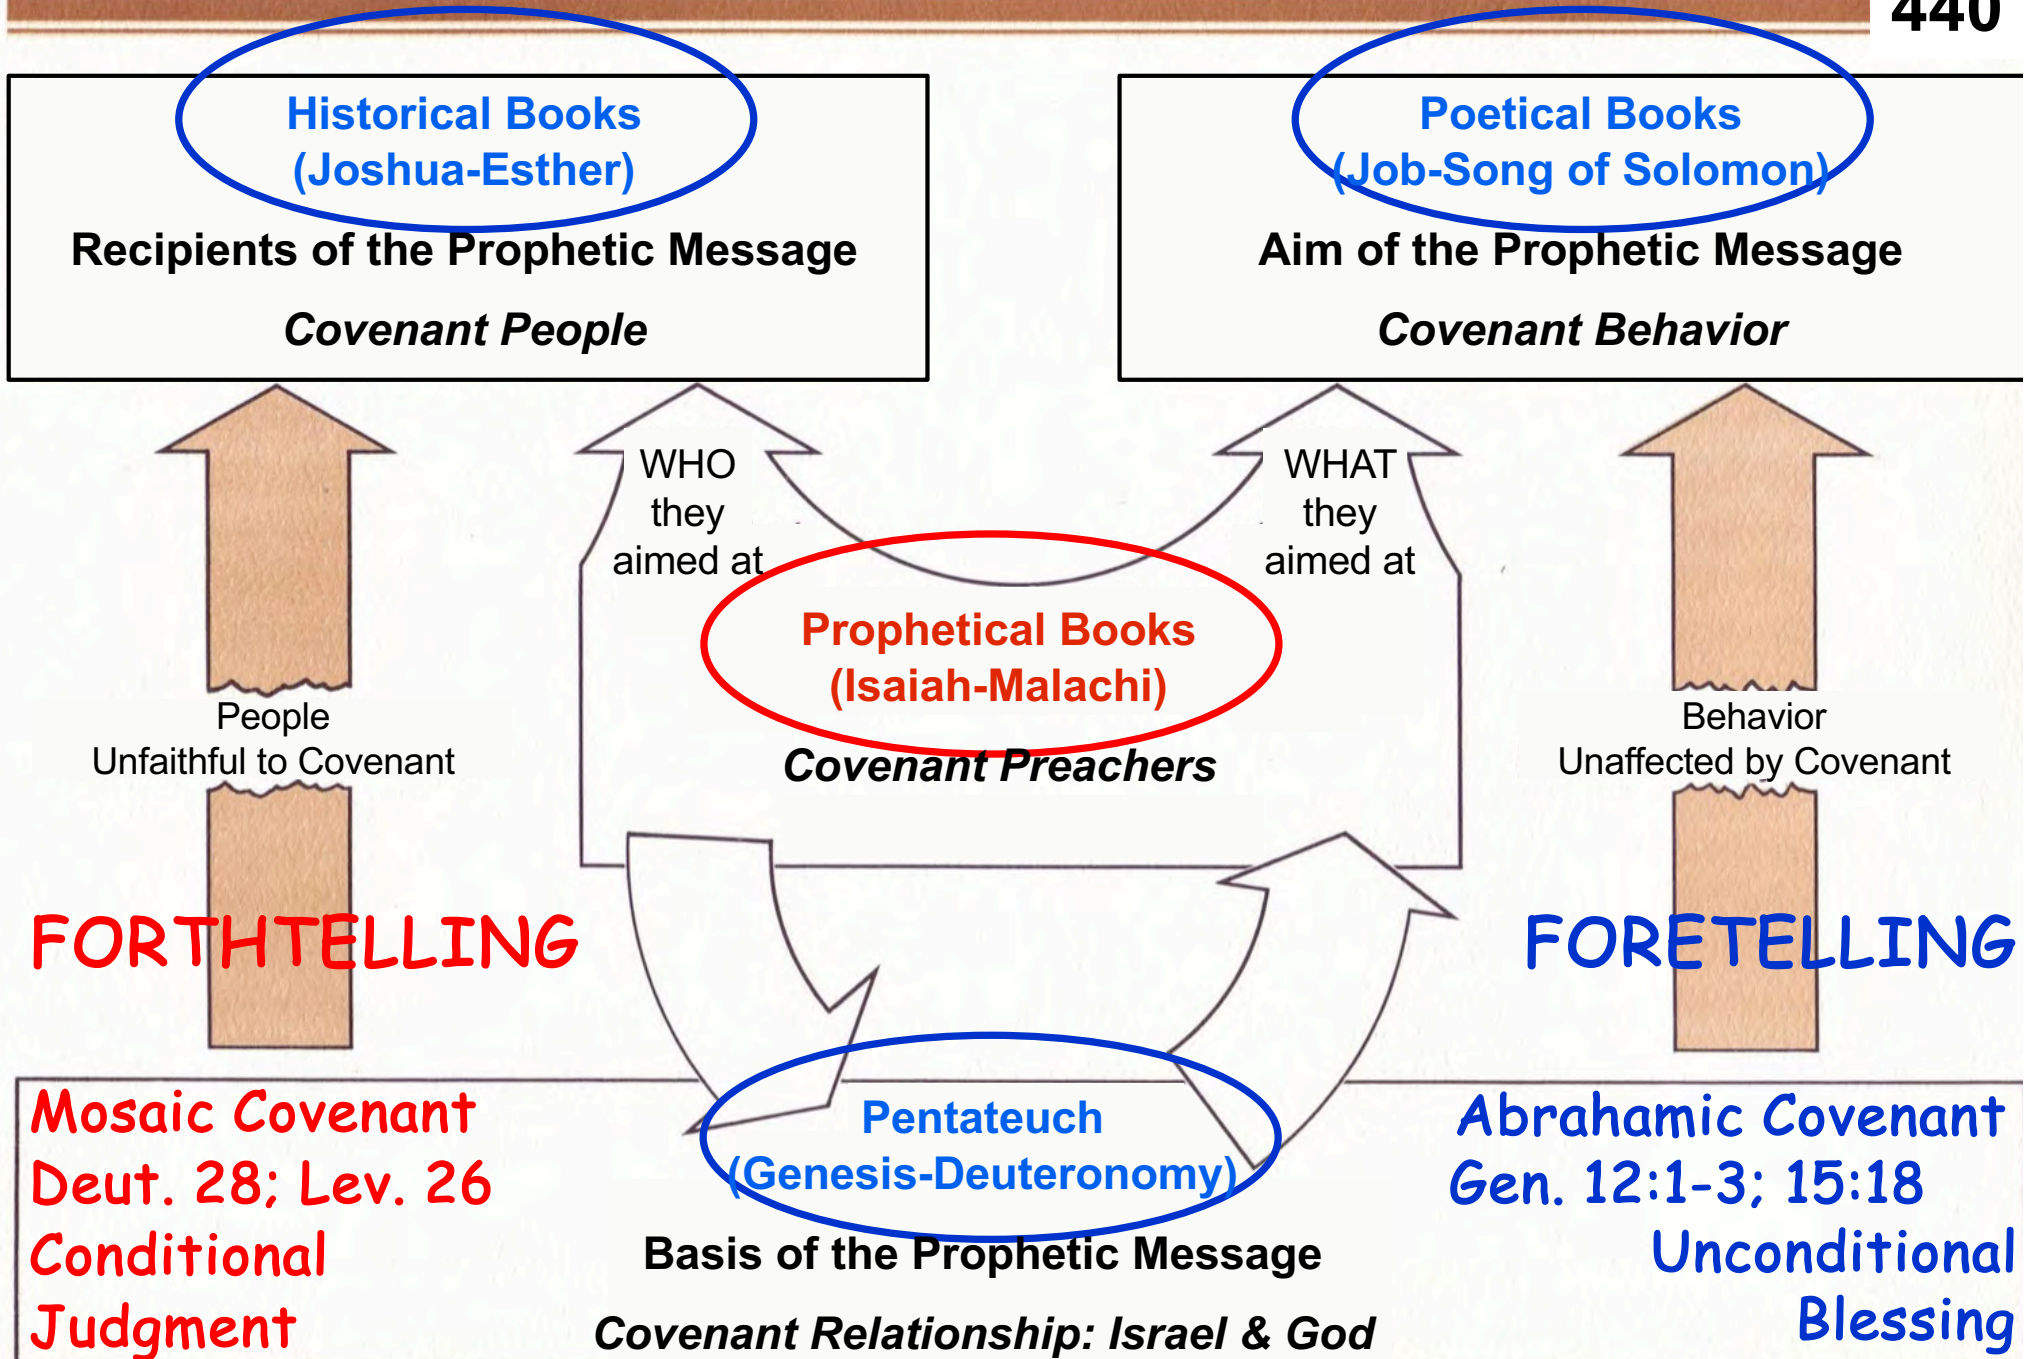 440
Historical Books
(Joshua-Esther)
Recipients of the Prophetic Message
Covenant People
Poetical Books
(Job-Song of Solomon)
Aim of the Prophetic Message
Covenant Behavior
WHO
they
aimed at
WHAT
they
aimed at
Prophetical Books
(Isaiah-Malachi)
Covenant Preachers
People
Unfaithful to Covenant
Behavior
Unaffected by Covenant
FORTHTELLING
FORETELLING
Mosaic Covenant
Deut. 28; Lev. 26
Conditional
Judgment
Pentateuch
(Genesis-Deuteronomy)
Basis of the Prophetic Message
Covenant Relationship: Israel & God
Abrahamic Covenant
Gen. 12:1-3; 15:18
Unconditional
Blessing